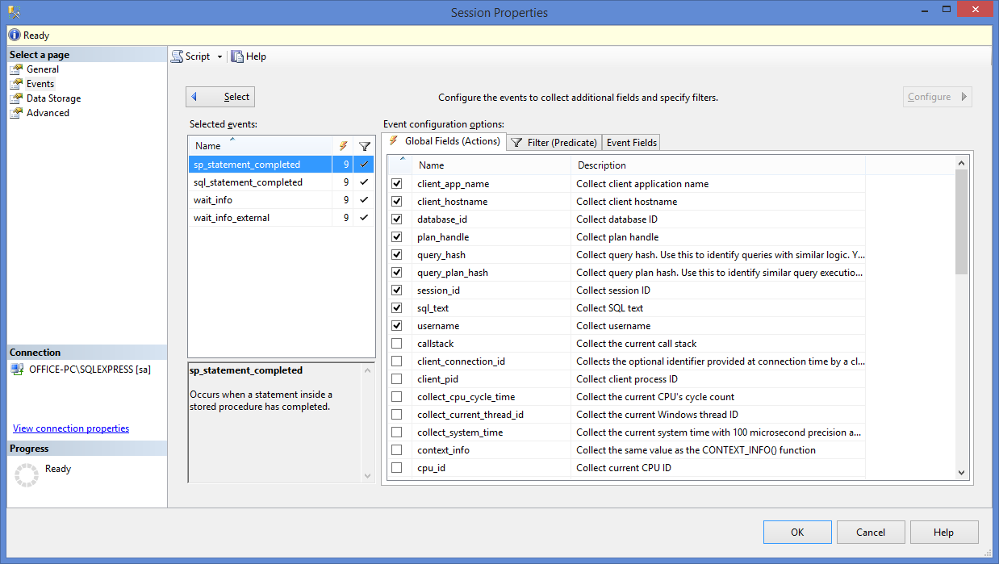 Session Properties
Ready
Select a page
General
Events
Data Storage
Advanced
Script
Help
Select
Configure the events to collect additional fields and specify filters.
Configure
Selected events:
Name
sp_statement_completed 9
sql_statement_completed 9
wait_info 9
wait_info_external 9
sp_statement_completed
Occurs when a statement inside a
stored procedure has completed.
Event configuration options:
Global Fields (Actions) Filter (Predicate) Event Fields
Name Description
client_app_name Collect client application name
client_hostname Collect client hostname
database_id Collect database ID
plan_handle Collect plan handle
query_hash Collect query hash. Use this to identify queries with similar logic. Y...
query_plan_hash Collect query plan hash. Use this to identify similar query executio...
session_id Collect session ID
sql_text Collect SQL text
username Collect username
callstack Collect the current call stack
client_connection_id Collects the optional identifier provided at connection time by a cl...
client_pid Collect client process ID
collect_cpu_cycle_time Collect the current CPU's cycle count
collect_current_thread_id Collect the current Windows thread ID
collect_system_time Collect the current system time with 100 microsecond precision a...
context_info Collect the same value as the CONTEXT_INFO() function
cpu_id Collect current CPU ID
Connection
OFFICE-PC\SQLEXPRESS [sa]
View connection properties
Progress
Ready
OK Cancel Help